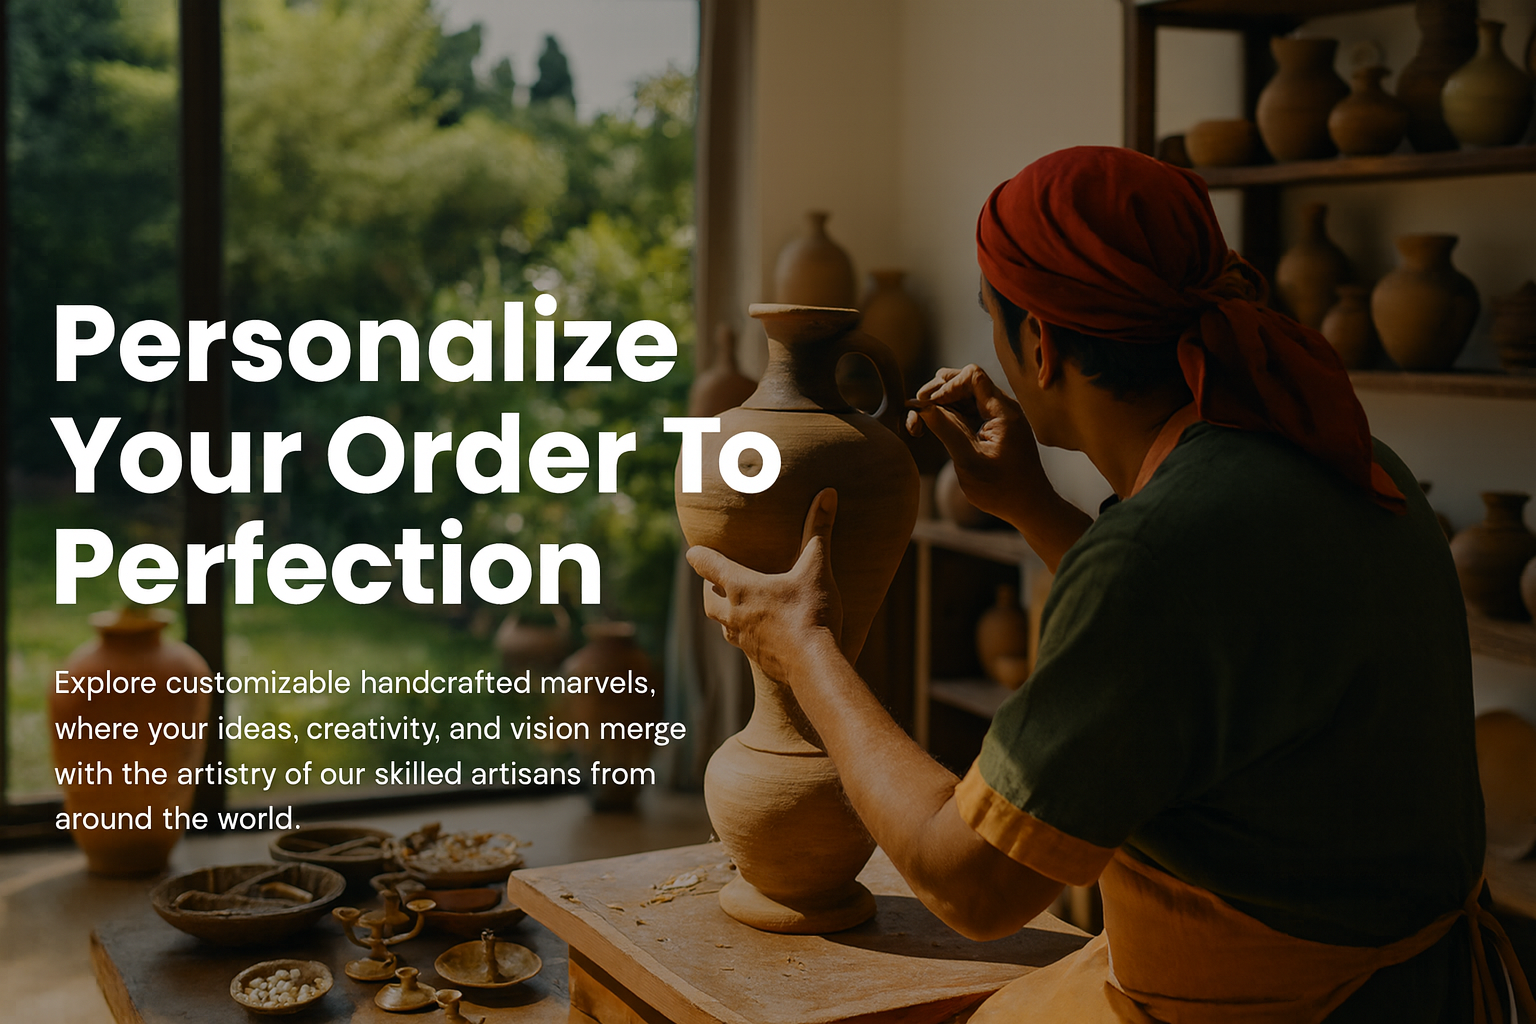 Personalize
Your Order To
Perfection
Explore customizable handcrafted marvels,
where your ideas, creativity, and vision merge
with the artistry of our skilled artisans from
around the world.